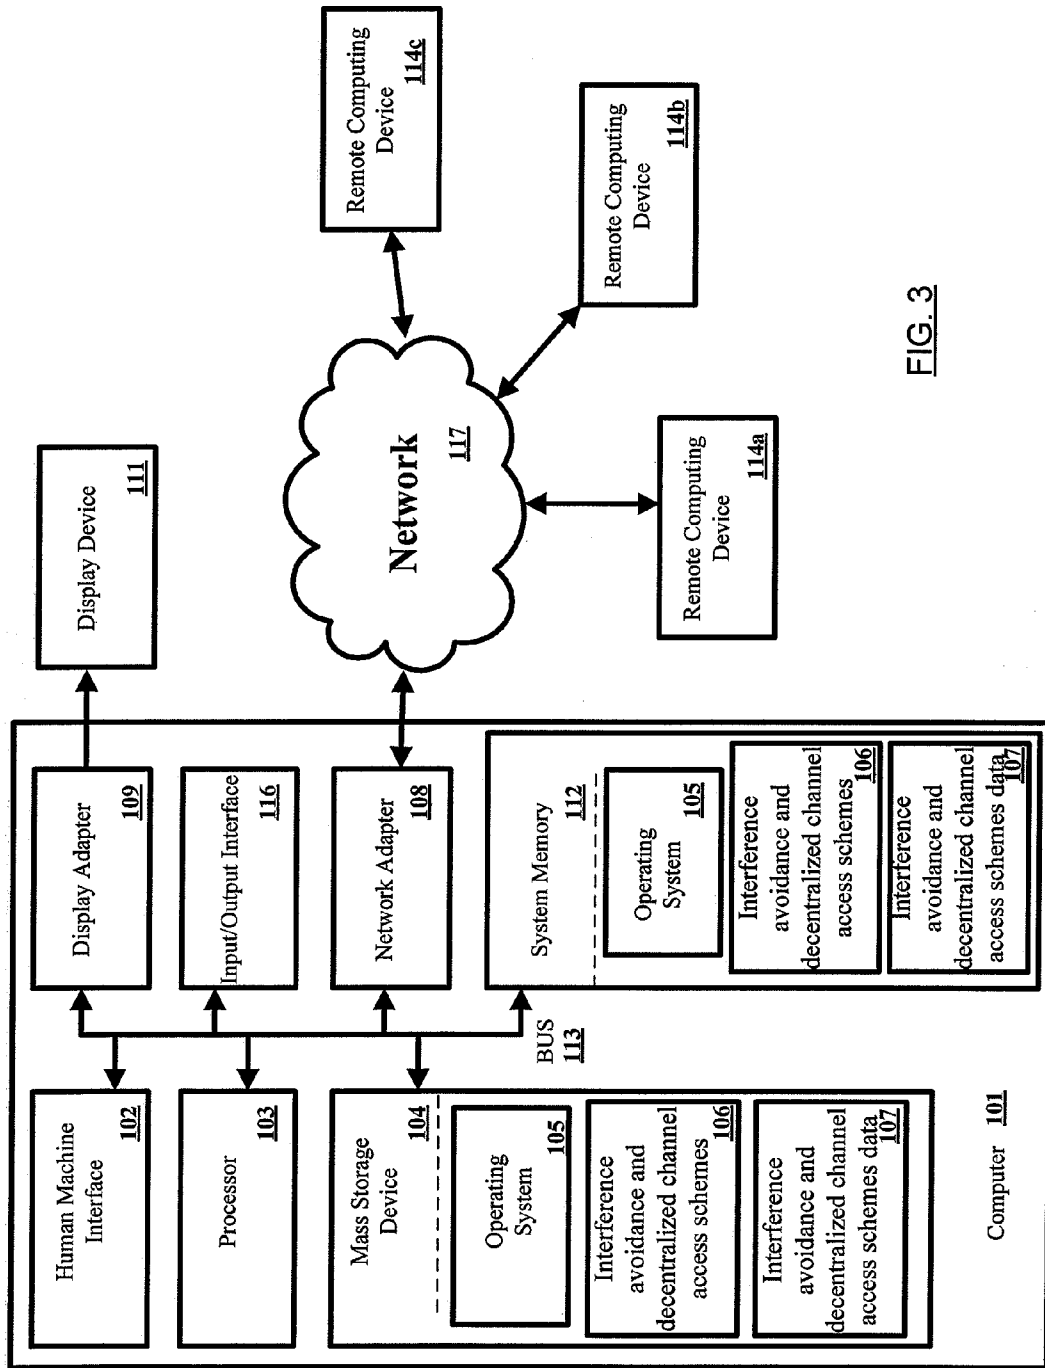 Human Machine
Interface
102
Processor
103
Mass Storage
Device
104
Operating
System
105
Interference
avoidance and
decentralized channel
access schemes
106
Interference
avoidance and
decentralized channel
access schemes data
107
Computer 101
BUS
113
Display Adapter
109
Input/Output Interface
116
Network Adapter
108
System Memory
112
Operating
System
105
Interference
avoidance and
decentralized channel
access schemes
106
Interference
avoidance and
decentralized channel
access schemes data
107
Display Device
111
Network
117
Remote Computing
Device
114a
Remote Computing
Device
114b
Remote Computing
Device
114c
FIG. 3